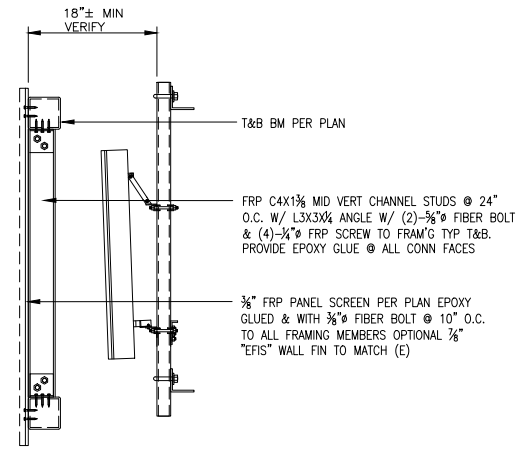 18"± MIN
VERIFY
T&B BM PER PLAN
FRP C4X1⅜ MID VERT CHANNEL STUDS @ 24"
O.C. W/ L3X3X¼ ANGLE W/ (2)-⅝"ø FIBER BOLT
& (4)-¼"ø FRP SCREW TO FRAM'G TYP T&B.
PROVIDE EPOXY GLUE @ ALL CONN FACES
⅜" FRP PANEL SCREEN PER PLAN EPOXY
GLUED & WITH ⅜"ø FIBER BOLT @ 10" O.C.
TO ALL FRAMING MEMBERS OPTIONAL ⅞"
"EFIS" WALL FIN TO MATCH (E)